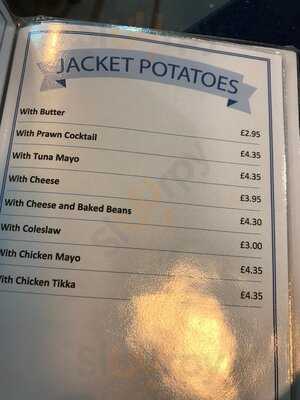 JACKET POTATOES
With Butter £2.95
With Prawn Cocktail £4.35
With Tuna Mayo £4.35
With Cheese £3.95
With Cheese and Baked Beans £4.30
With Coleslaw £3.00
With Chicken Mayo £4.35
With Chicken Tikka £4.35